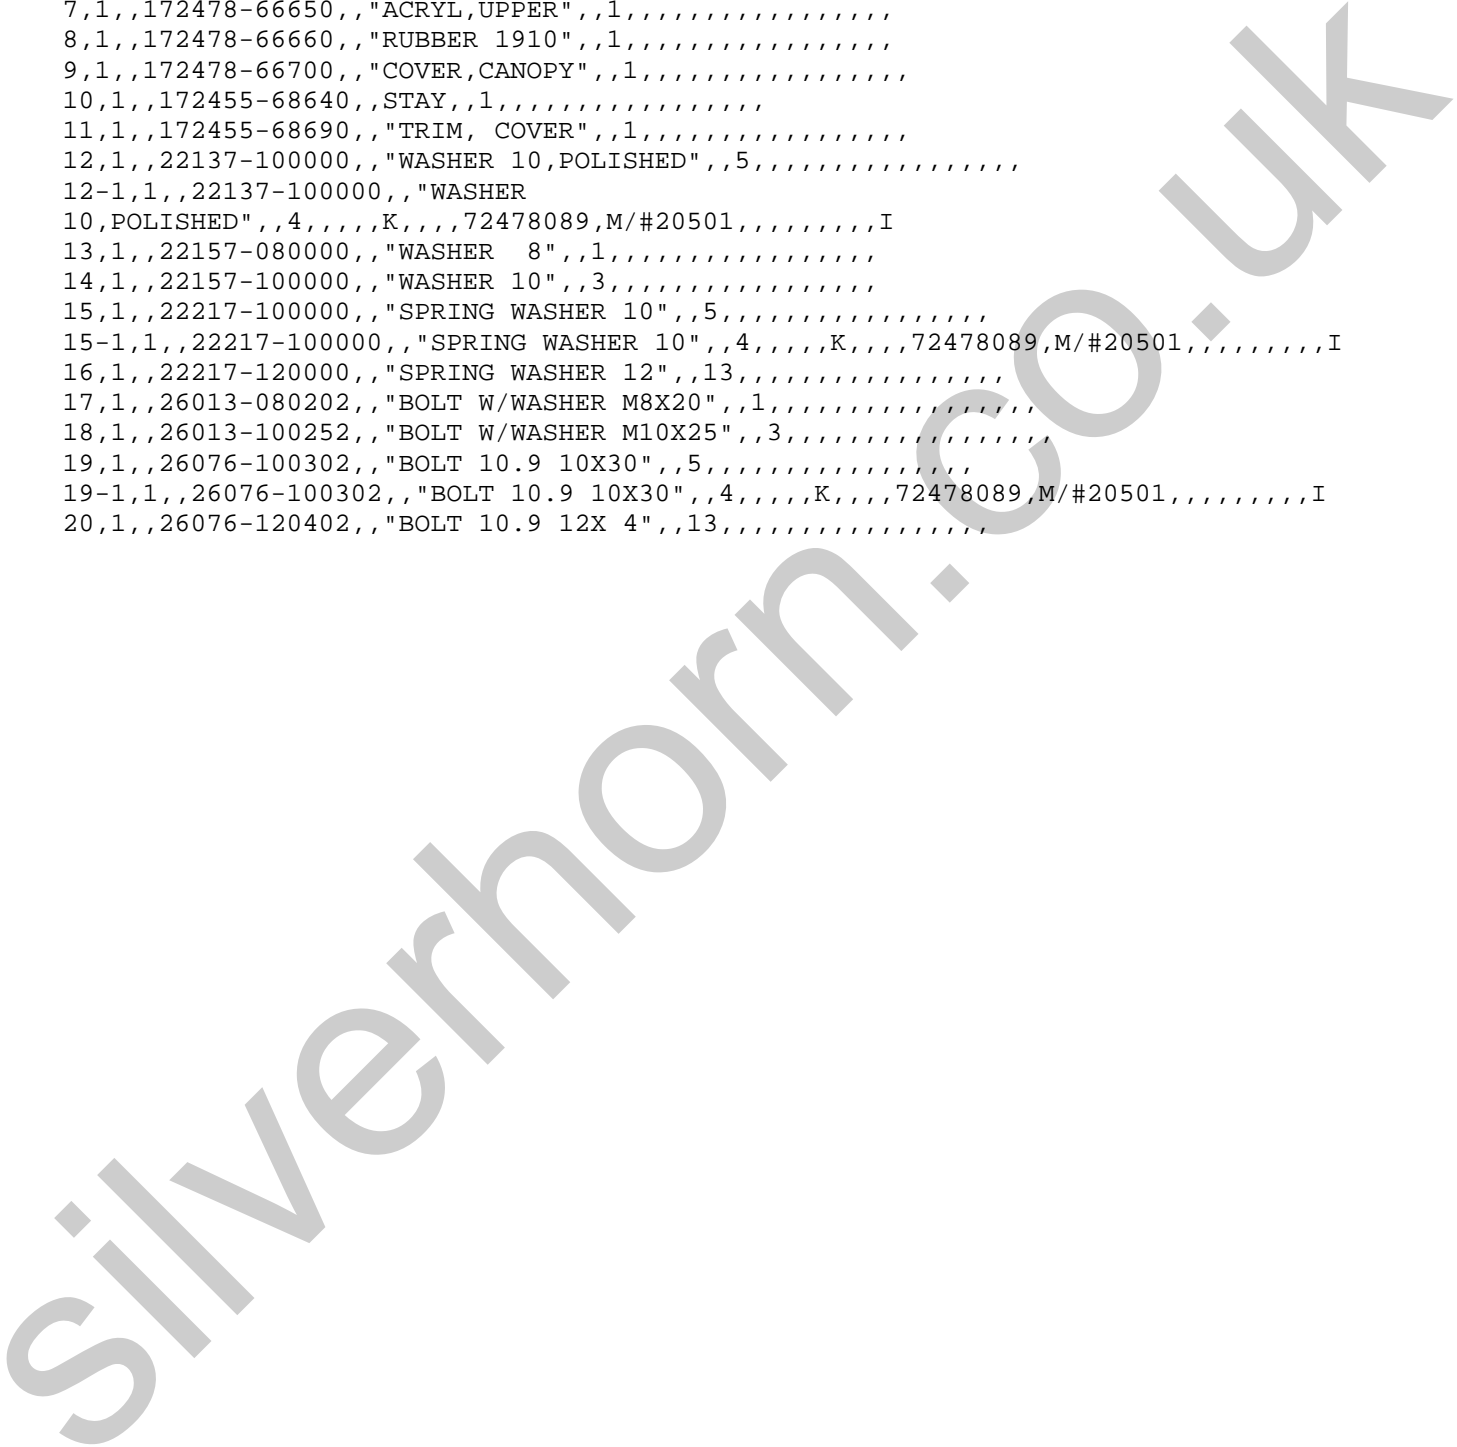 7,1,,172478-66650,,"ACRYL,UPPER",,1,,,,,,,,,,,,,,,,,
8,1,,172478-66660,,"RUBBER 1910",,1,,,,,,,,,,,,,,,,,
9,1,,172478-66700,,"COVER,CANOPY",,1,,,,,,,,,,,,,,,,,
10,1,,172455-68640,,STAY,,1,,,,,,,,,,,,,,,,,
11,1,,172455-68690,,"TRIM, COVER",,1,,,,,,,,,,,,,,,,,
12,1,,22137-100000,,"WASHER 10,POLISHED",,5,,,,,,,,,,,,,,,,,
12-1,1,,22137-100000,,"WASHER
10,POLISHED",,4,,,,,K,,,,72478089,M/#20501,,,,,,,,,I
13,1,,22157-080000,,"WASHER  8",,1,,,,,,,,,,,,,,,,,
14,1,,22157-100000,,"WASHER 10",,3,,,,,,,,,,,,,,,,,
15,1,,22217-100000,,"SPRING WASHER 10",,5,,,,,,,,,,,,,,,,,
15-1,1,,22217-100000,,"SPRING WASHER 10",,4,,,,,K,,,,72478089,M/#20501,,,,,,,,,I
16,1,,22217-120000,,"SPRING WASHER 12",,13,,,,,,,,,,,,,,,,,
17,1,,26013-080202,,"BOLT W/WASHER M8X20",,1,,,,,,,,,,,,,,,,,
18,1,,26013-100252,,"BOLT W/WASHER M10X25",,3,,,,,,,,,,,,,,,,,
19,1,,26076-100302,,"BOLT 10.9 10X30",,5,,,,,,,,,,,,,,,,,
19-1,1,,26076-100302,,"BOLT 10.9 10X30",,4,,,,,K,,,,72478089,M/#20501,,,,,,,,,I
20,1,,26076-120402,,"BOLT 10.9 12X 4",,13,,,,,,,,,,,,,,,,,
silverhorn.co.uk